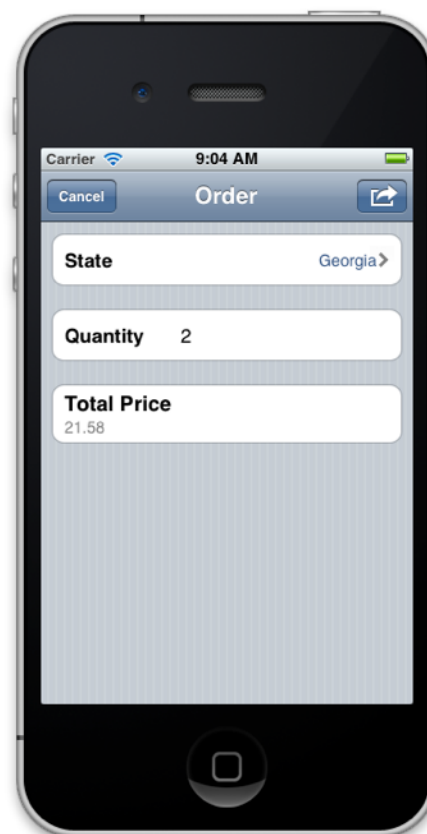 Carrier 9:04 AM
Cancel Order
State Georgia
Quantity 2
Total Price
21.58